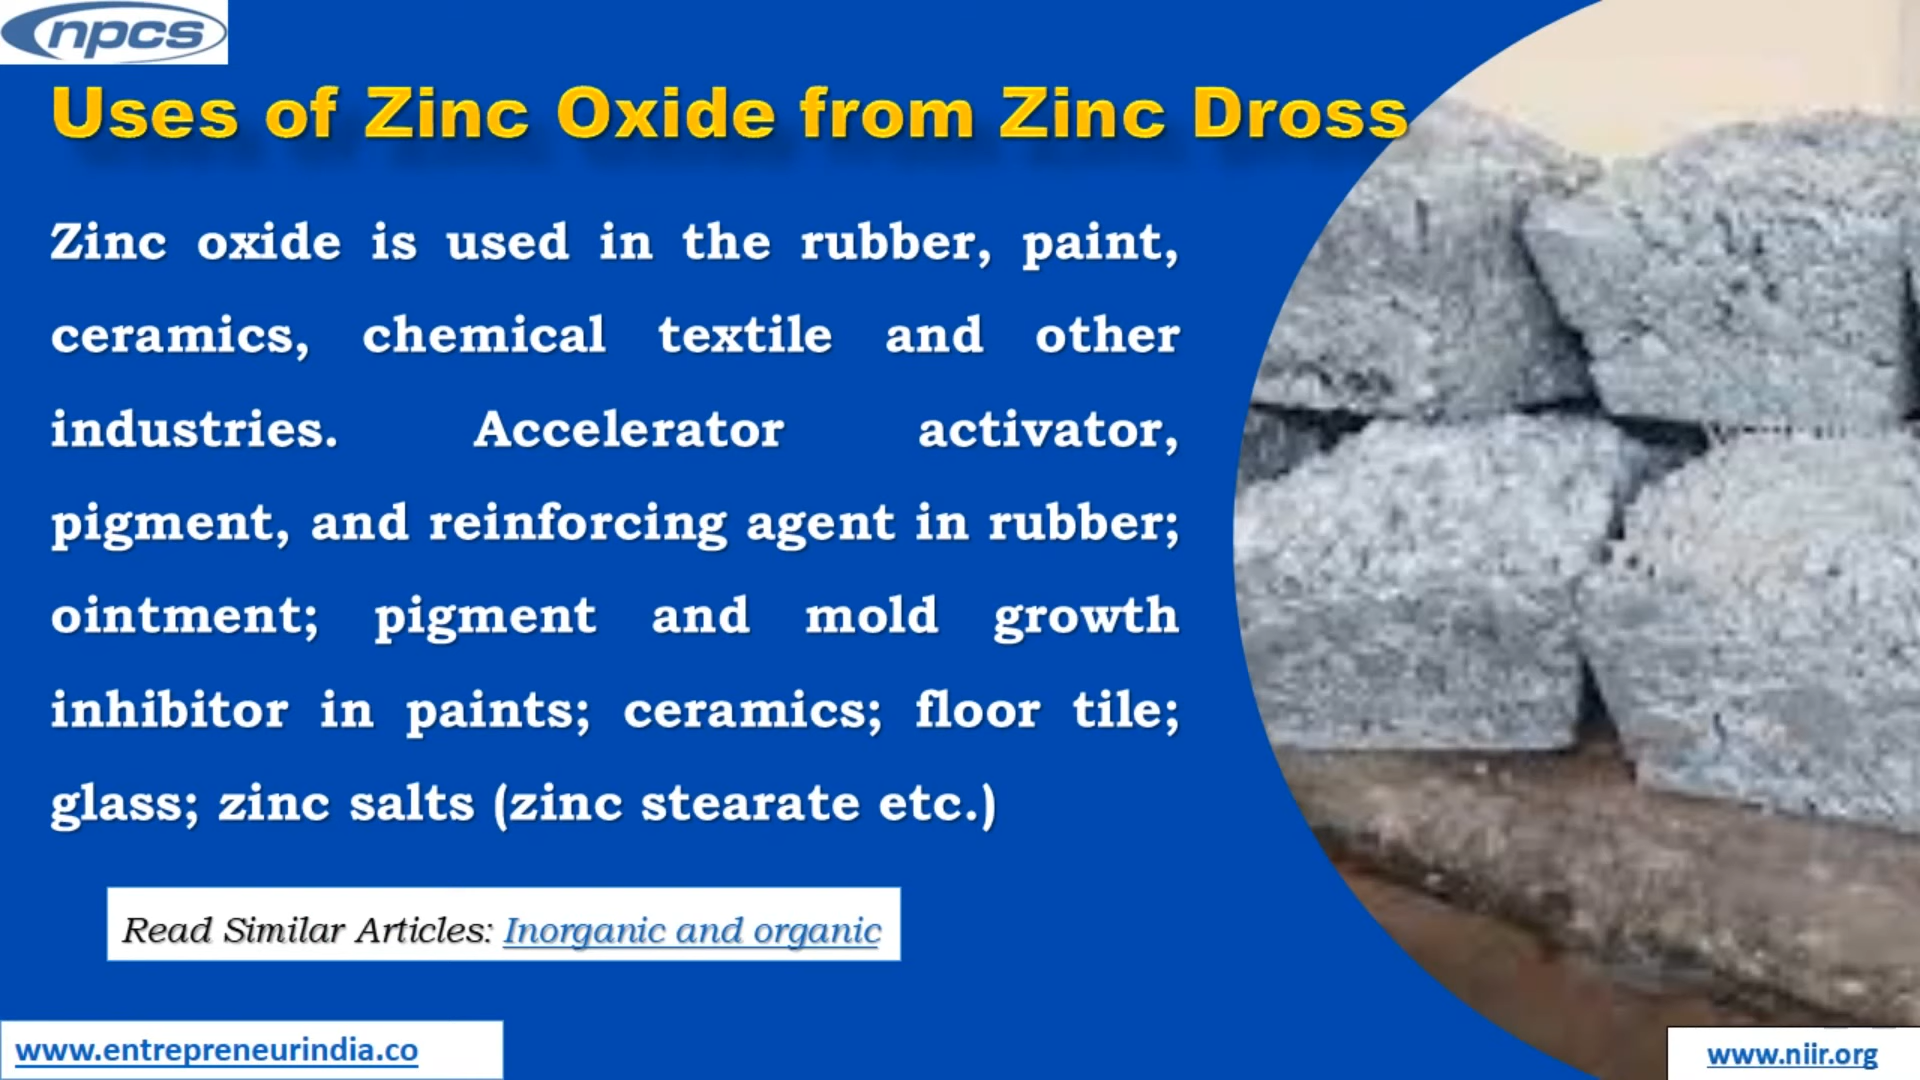 npcs
Uses of Zinc Oxide from Zinc Dross
Zinc oxide is used in the rubber, paint,
ceramics, chemical textile and other
industries. Accelerator activator,
pigment, and reinforcing agent in rubber;
ointment; pigment and mold growth
inhibitor in paints; ceramics; floor tile;
glass; zinc salts (zinc stearate etc.)
Read Similar Articles: Inorganic and organic
www.entrepreneurindia.co
www.niir.org